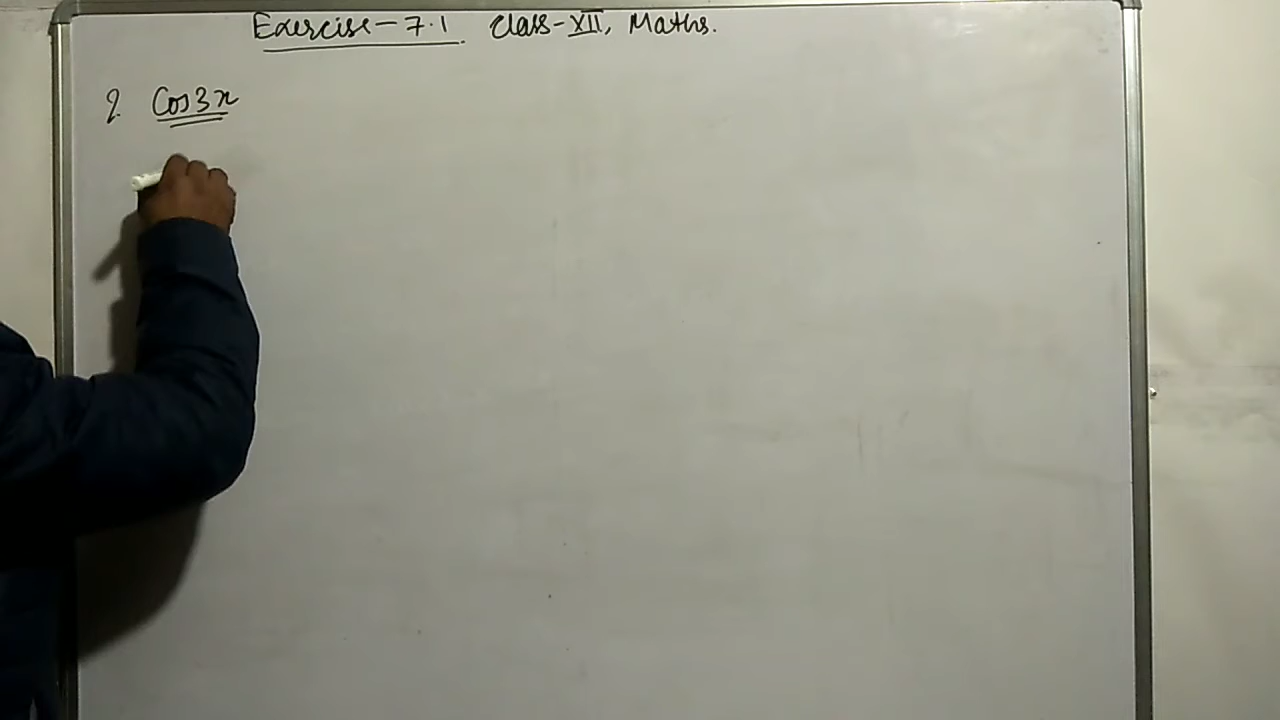 Exercise - 7.1 Class - XII, Maths.
2. Cos3x